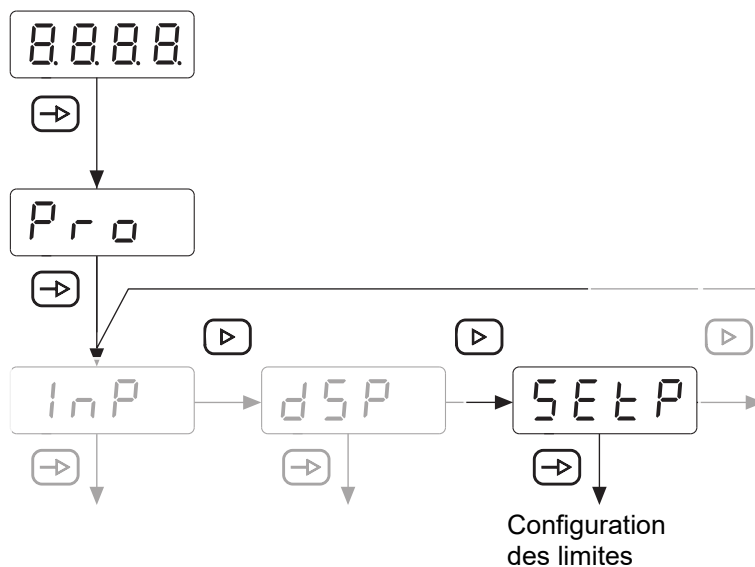 8.8.8.8.
Pro
InP
dSP
SEtP
Configuration
des limites